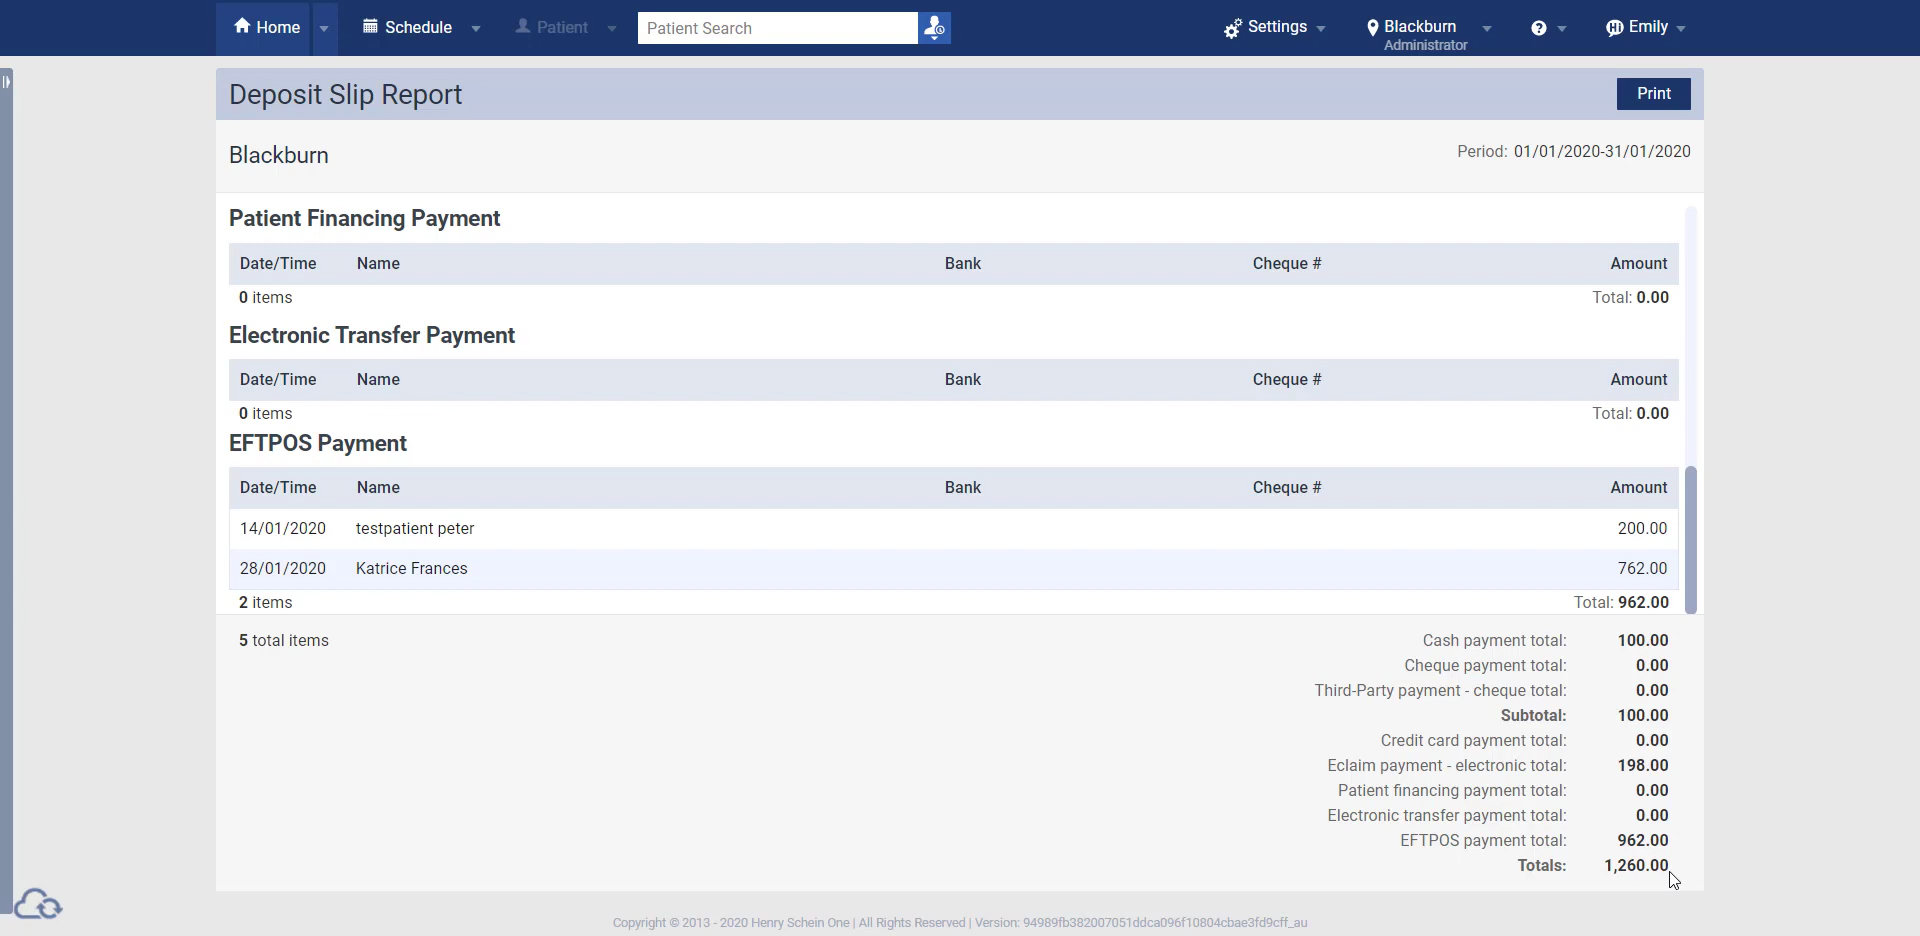 Home Schedule Patient Patient Search Settings Blackburn ? Hi Emily
Administrator
Deposit Slip Report Print
Blackburn Period: 01/01/2020-31/01/2020
Patient Financing Payment
Date/Time Name Bank Cheque # Amount
0 items Total: 0.00
Electronic Transfer Payment
Date/Time Name Bank Cheque # Amount
0 items Total: 0.00
EFTPOS Payment
Date/Time Name Bank Cheque # Amount
14/01/2020 testpatient peter 200.00
28/01/2020 Katrice Frances 762.00
2 items Total: 962.00
5 total items Cash payment total: 100.00
Cheque payment total: 0.00
Third-Party payment - cheque total: 0.00
Subtotal: 100.00
Credit card payment total: 0.00
Eclaim payment - electronic total: 198.00
Patient financing payment total: 0.00
Electronic transfer payment total: 0.00
EFTPOS payment total: 962.00
Totals: 1,260.00
Copyright © 2013 - 2020 Henry Schein One | All Rights Reserved | Version: 94989fb382007051ddca096f10804cbae3fd9cff_au